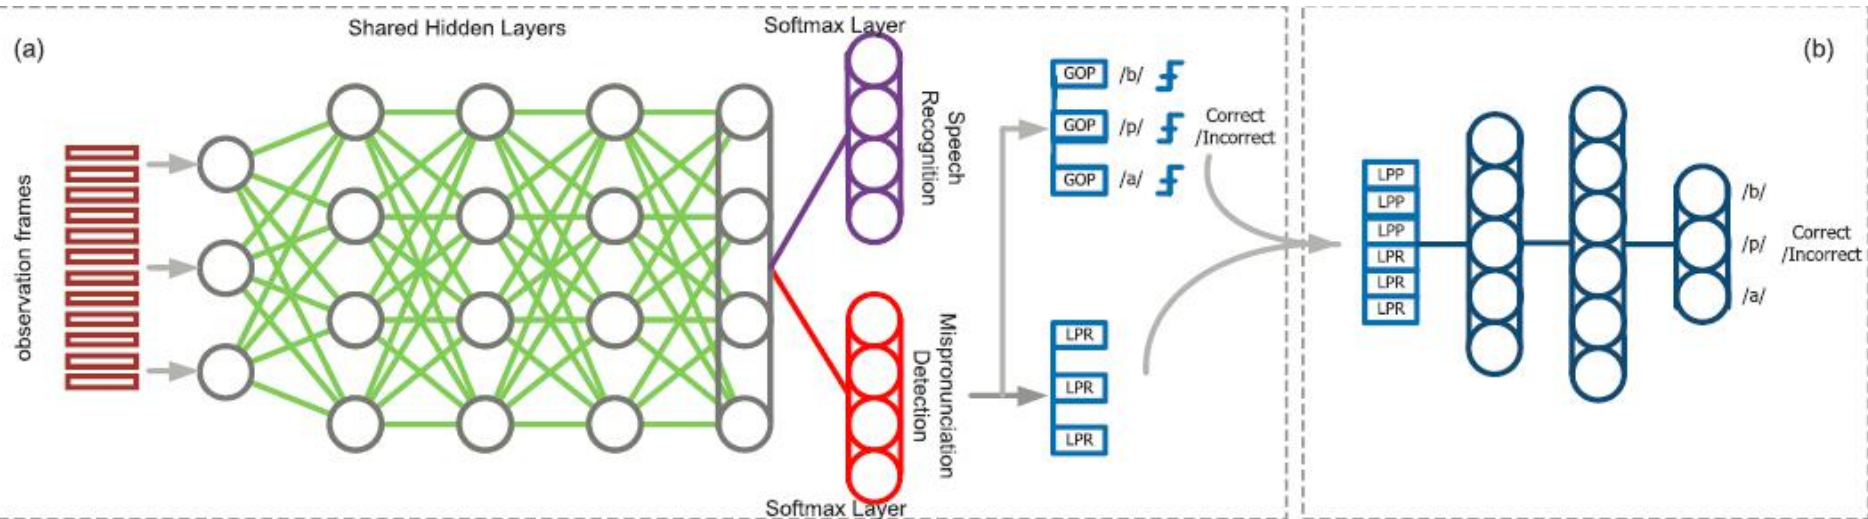 (a)
Shared Hidden Layers
Softmax Layer
observation frames
Speech
Recognition
Mispronunciation
Detection
Softmax Layer
GOP /b/
GOP /p/
GOP /a/
Correct
/Incorrect
LPR
LPR
LPR
(b)
LPP
LPP
LPP
LPR
LPR
LPR
/b/
/p/
/a/
Correct
/Incorrect